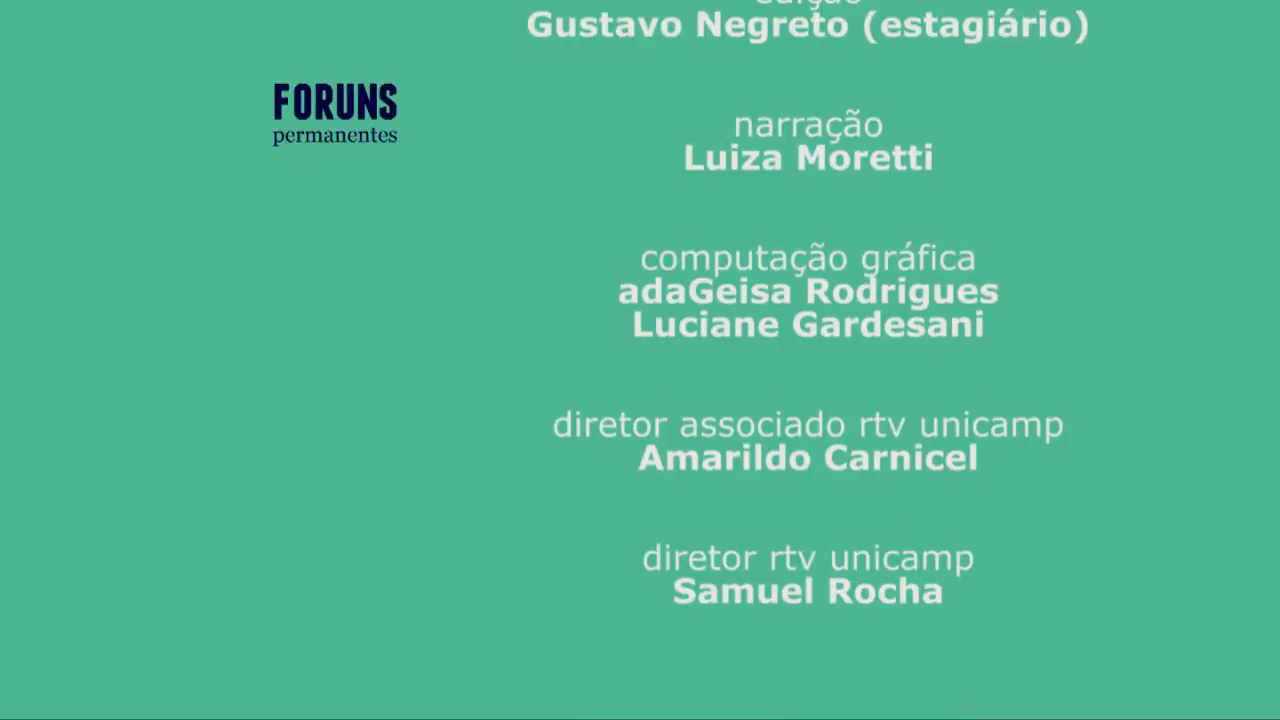 edição
Gustavo Negreto (estagiário)
FORUNS
permanentes
narração
Luiza Moretti
computação gráfica
adaGeisa Rodrigues
Luciane Gardesani
diretor associado rtv unicamp
Amarildo Carnicel
diretor rtv unicamp
Samuel Rocha